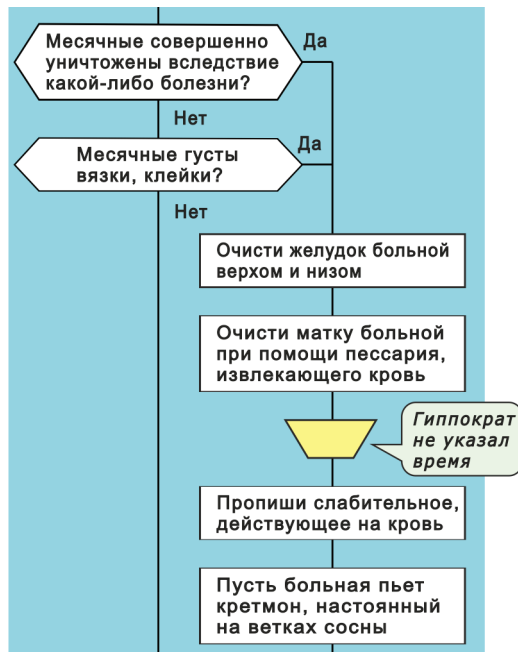 Месячные совершенно
уничтожены вследствие
какой-либо болезни?
Да
Нет
Месячные густы
вязки, клейки?
Да
Нет
Очисти желудок больной
верхом и низом
Очисти матку больной
при помощи пессария,
извлекающего кровь
Гиппократ
не указал
время
Пропиши слабительное,
действующее на кровь
Пусть больная пьет
кретмон, настоянный
на ветках сосны